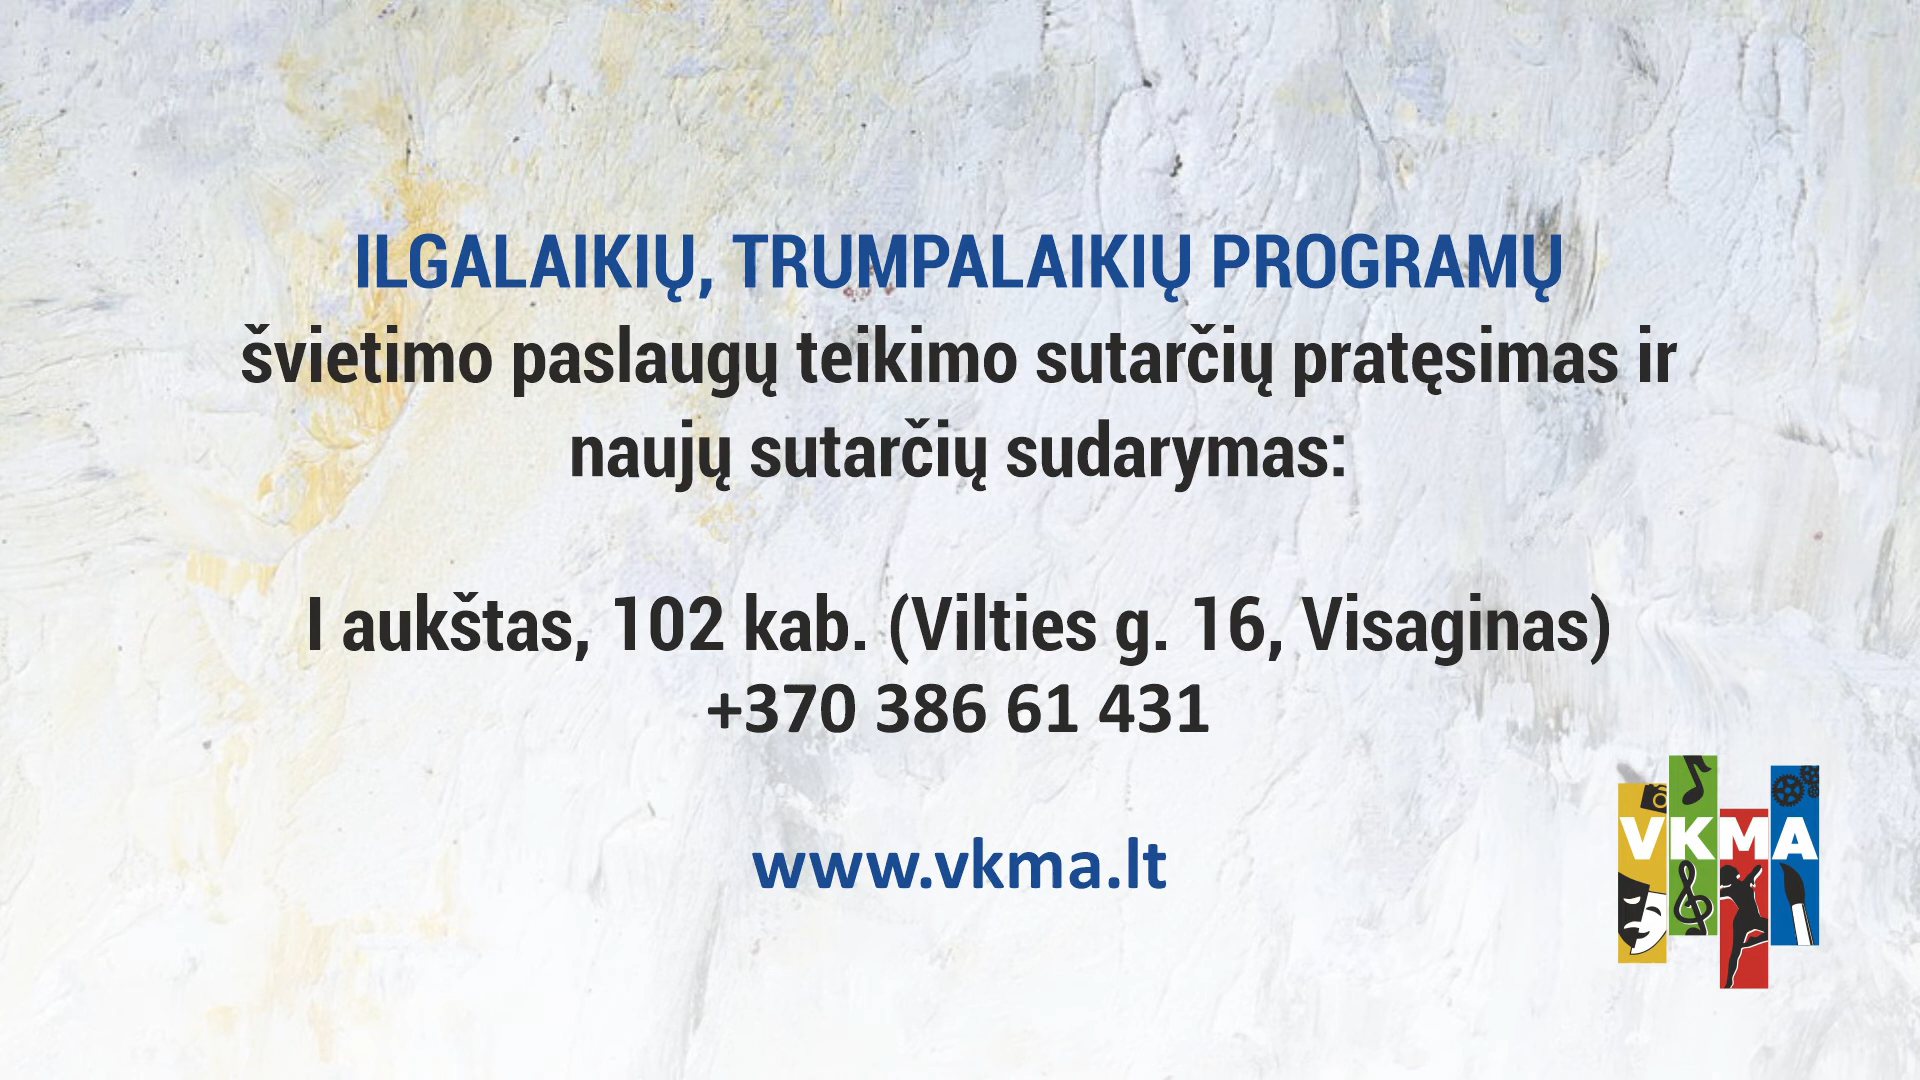 ILGALAIKIŲ, TRUMPALAIKIŲ PROGRAMŲ
švietimo paslaugų teikimo sutarčių pratęsimas ir
naujų sutarčių sudarymas:
I aukštas, 102 kab. (Vilties g. 16, Visaginas)
+370 386 61 431
www.vkma.lt
VKMA